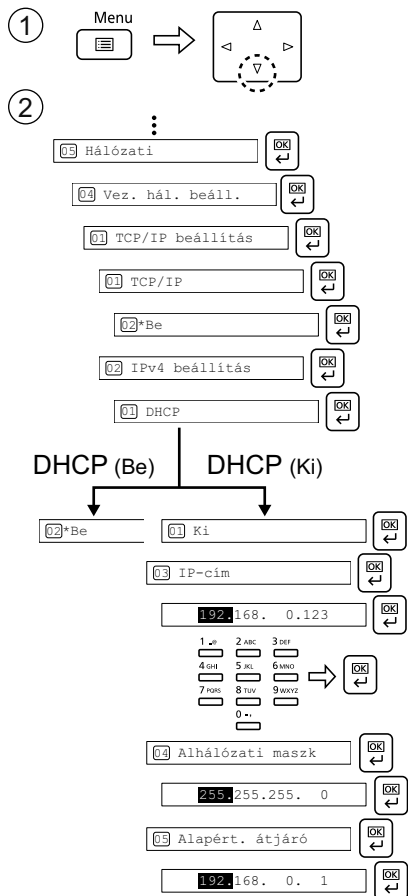 1
Menu
2
05 Hálózati OK
04 Vez. hál. beáll. OK
01 TCP/IP beállítás OK
01 TCP/IP OK
02*Be OK
02 IPv4 beállítás OK
01 DHCP OK
DHCP (Be) DHCP (Ki)
02*Be 01 Ki OK
03 IP-cím OK
192.168. 0.123 OK
1 .@ 2 ABC 3 DEF
4 GHI 5 JKL 6 MNO OK
7 PQRS 8 TUV 9 WXYZ
0 -,
04 Alhálózati maszk OK
255.255.255. 0 OK
05 Alapért. átjáró OK
192.168. 0. 1 OK